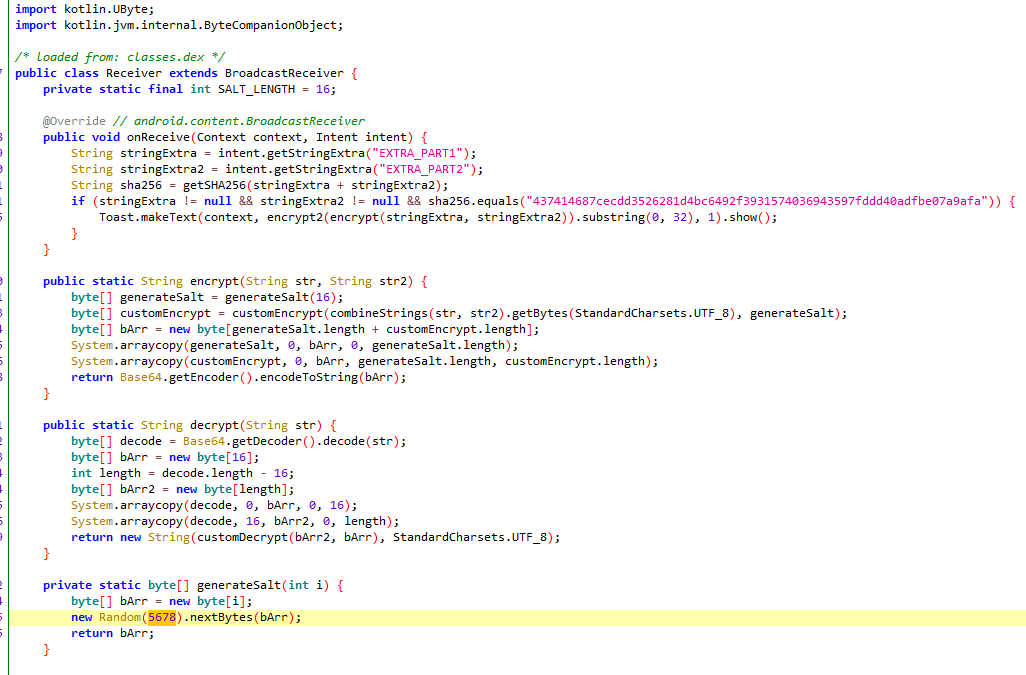 import kotlin.UByte;
import kotlin.jvm.internal.ByteCompanionObject;
/* loaded from: classes.dex */
public class Receiver extends BroadcastReceiver {
private static final int SALT_LENGTH = 16;
@Override // android.content.BroadcastReceiver
public void onReceive(Context context, Intent intent) {
String stringExtra = intent.getStringExtra("EXTRA_PART1");
String stringExtra2 = intent.getStringExtra("EXTRA_PART2");
String sha256 = getSHA256(stringExtra + stringExtra2);
if (stringExtra != null && stringExtra2 != null && sha256.equals("437414687cecdd3526281d4bc6492f3931574036943597fddd40adfbe07a9afa")) {
Toast.makeText(context, encrypt2(encrypt(stringExtra, stringExtra2)).substring(0, 32), 1).show();
}
}
public static String encrypt(String str, String str2) {
byte[] generateSalt = generateSalt(16);
byte[] customEncrypt = customEncrypt(combineStrings(str, str2).getBytes(StandardCharsets.UTF_8), generateSalt);
byte[] bArr = new byte[generateSalt.length + customEncrypt.length];
System.arraycopy(generateSalt, 0, bArr, 0, generateSalt.length);
System.arraycopy(customEncrypt, 0, bArr, generateSalt.length, customEncrypt.length);
return Base64.getEncoder().encodeToString(bArr);
}
public static String decrypt(String str) {
byte[] decode = Base64.getDecoder().decode(str);
byte[] bArr = new byte[16];
int length = decode.length - 16;
byte[] bArr2 = new byte[length];
System.arraycopy(decode, 0, bArr, 0, 16);
System.arraycopy(decode, 16, bArr2, 0, length);
return new String(customDecrypt(bArr2, bArr), StandardCharsets.UTF_8);
}
private static byte[] generateSalt(int i) {
byte[] bArr = new byte[i];
new Random(5678).nextBytes(bArr);
return bArr;
}